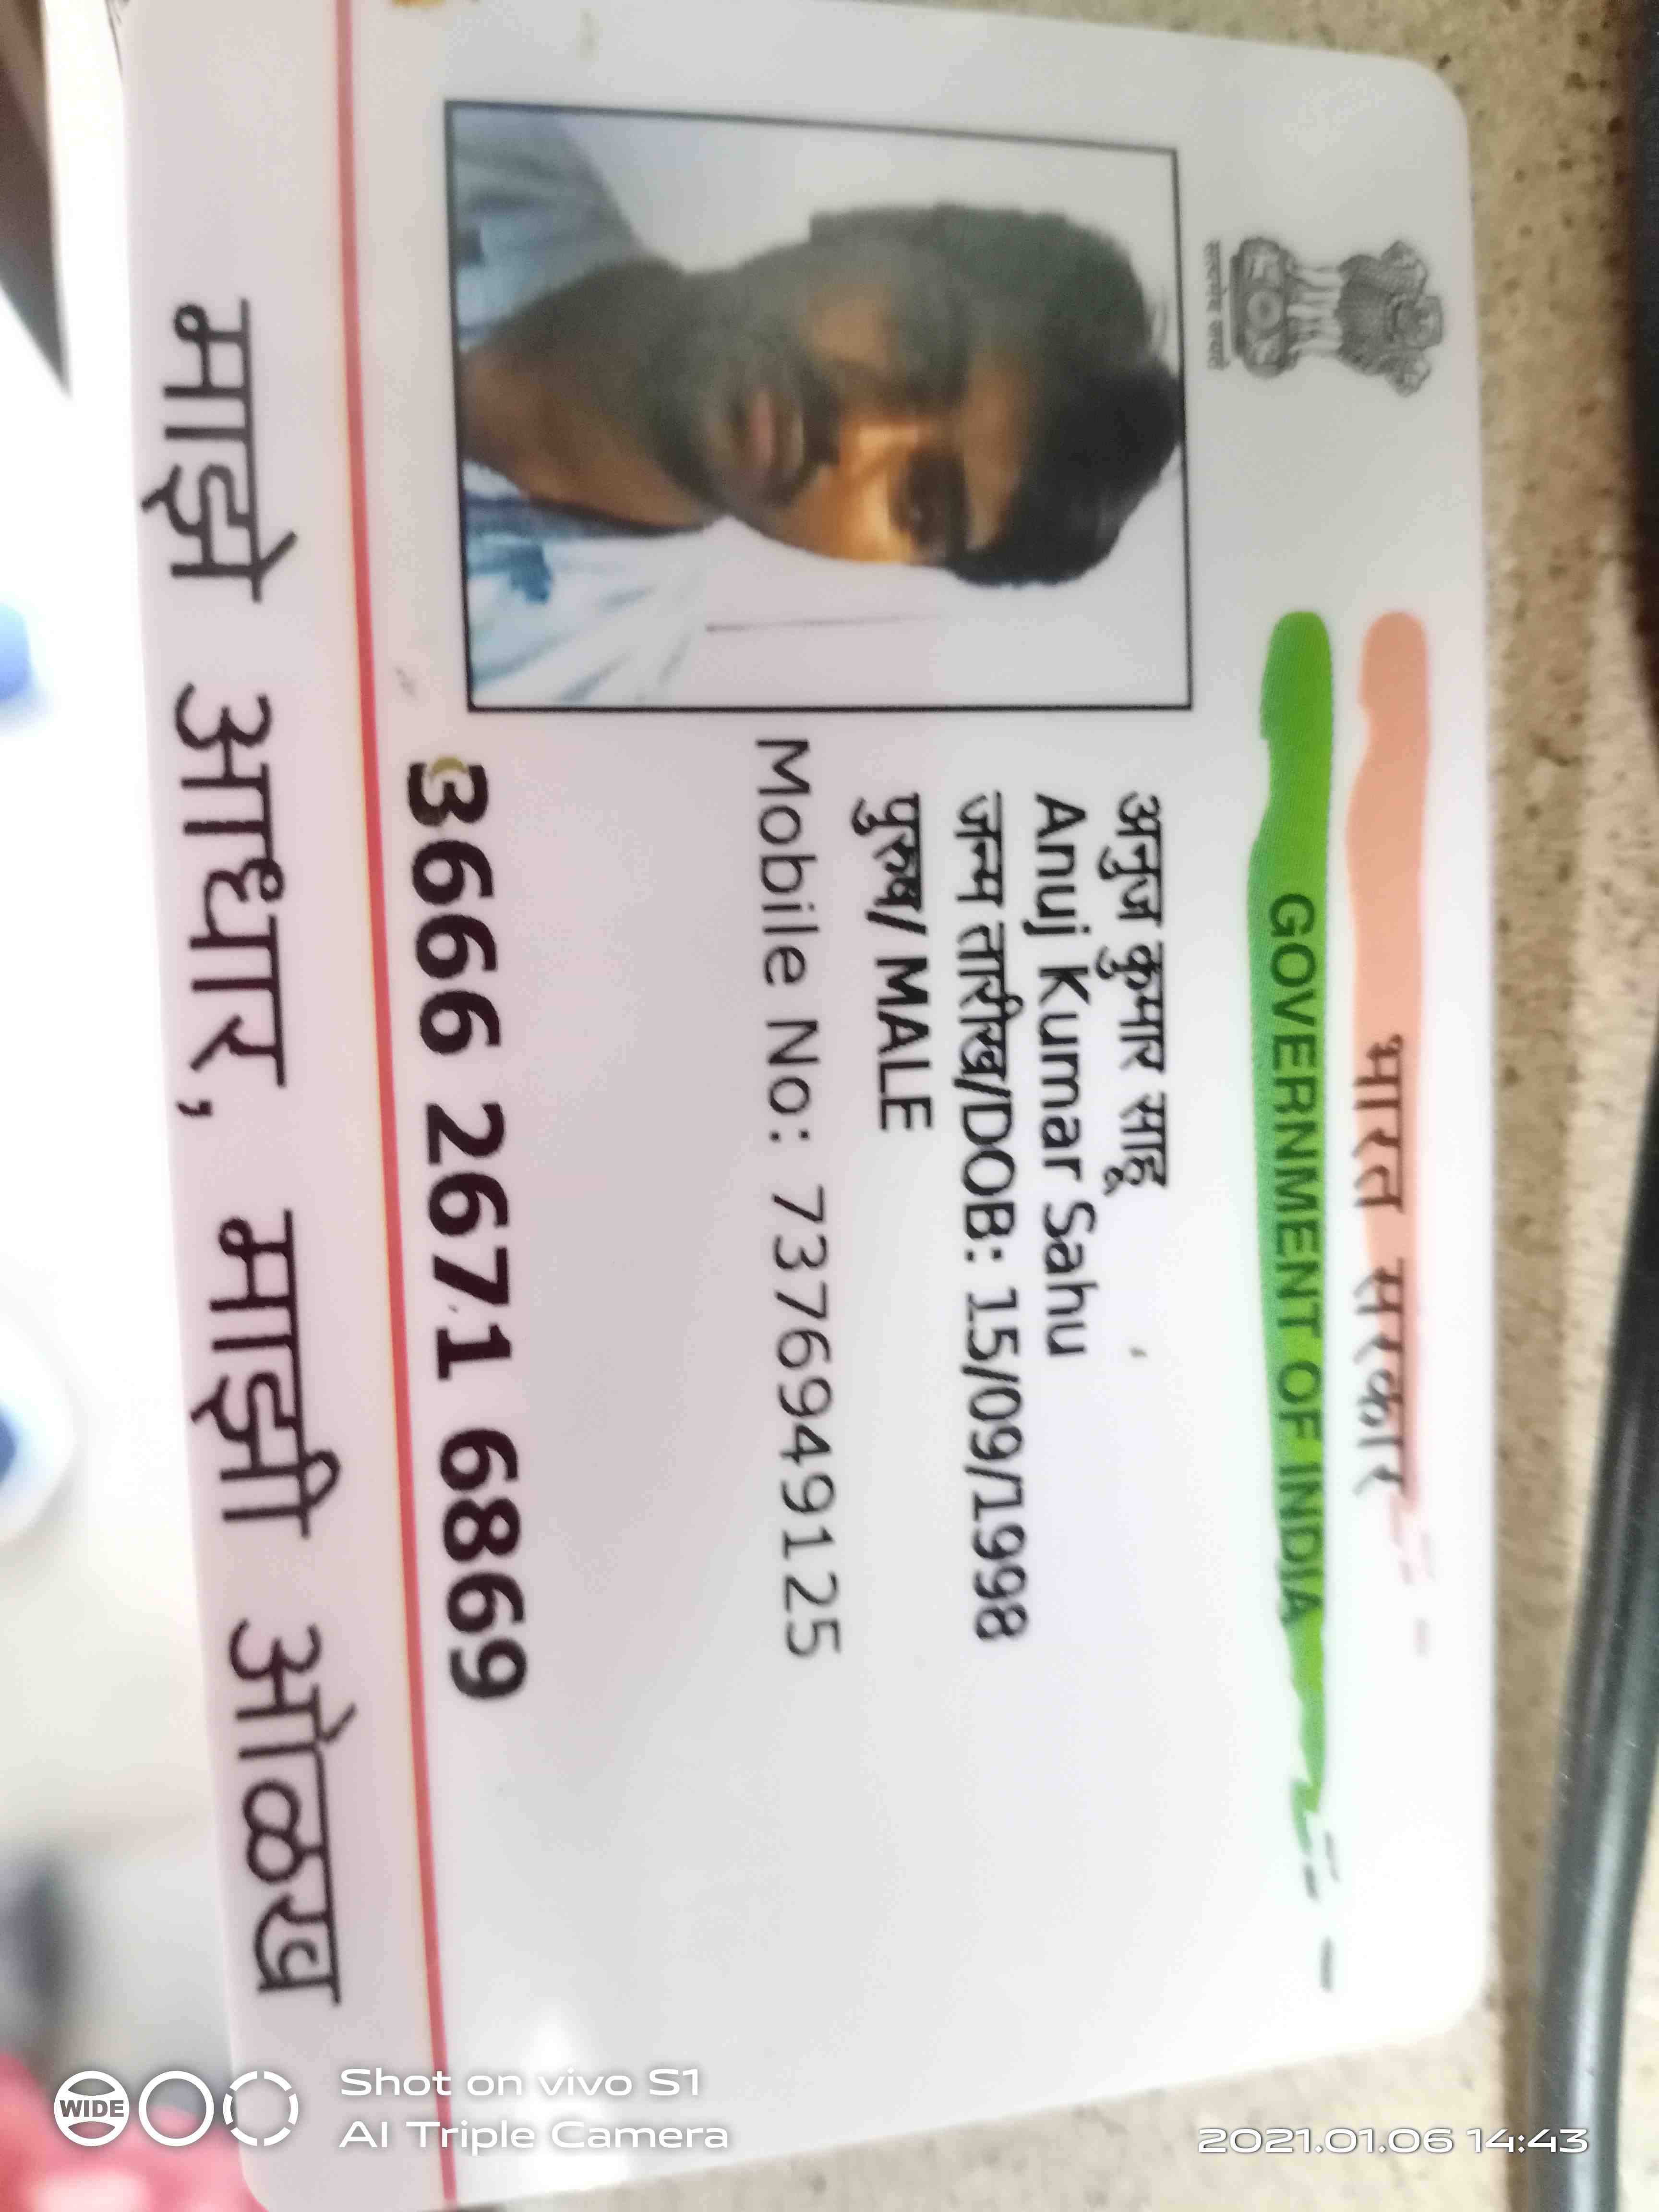 भारत सरकार
GOVERNMENT OF INDIA
सत्यमेव जयते
अनुज कुमार साहू
Anuj Kumar Sahu
जन्म तारीख/DOB: 15/09/1998
पुरुष/ MALE
Mobile No: 7376949125
3666 2671 6869
माझे आधार, माझी ओळख
WIDE
Shot on vivo S1
AI Triple Camera
2021.01.06 14:43